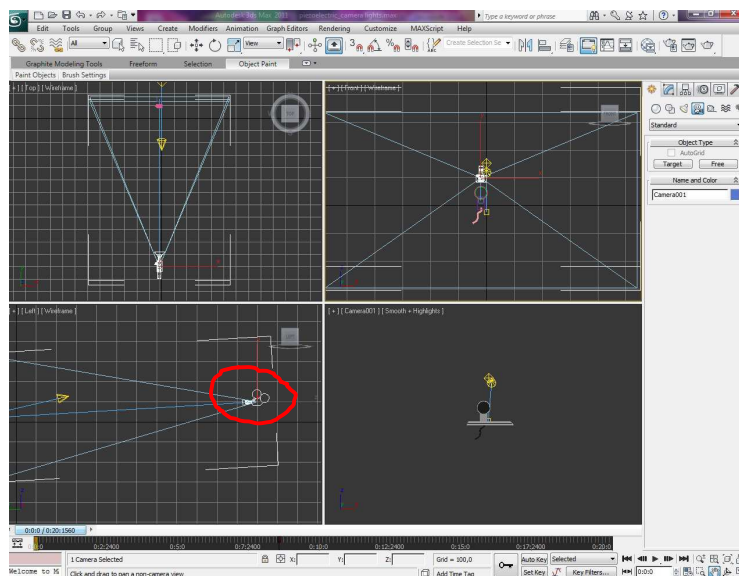 Autodesk 3ds Max 2011 piezoelectric_camera lights.max
Type a keyword or phrase
Edit Tools Group Views Create Modifiers Animation Graph Editors Rendering Customize MAXScript Help
All View Create Selection Se
Graphite Modeling Tools Freeform Selection Object Paint
Paint Objects Brush Settings
[ + ] [ Top ] [ Wireframe ]
[ + ] [ Front ] [ Wireframe ]
Standard
Object Type
AutoGrid
Target Free
Name and Color
Camera001
+ ] [ Left ] [ Wireframe ]
[ + ] [ Camera001 ] [ Smooth + Highlights ]
0:0:0 / 0:20:1560
0:2:2400 0:5:0 0:7:2400 0:10:0 0:12:2400 0:15:0 0:17:2400 0:20:0
1 Camera Selected X: Y: Z: Grid = 100,0 Auto Key Selected
Welcome to M Click and drag to pan a non-camera view Add Time Tag Set Key Key Filters... 0:0:0